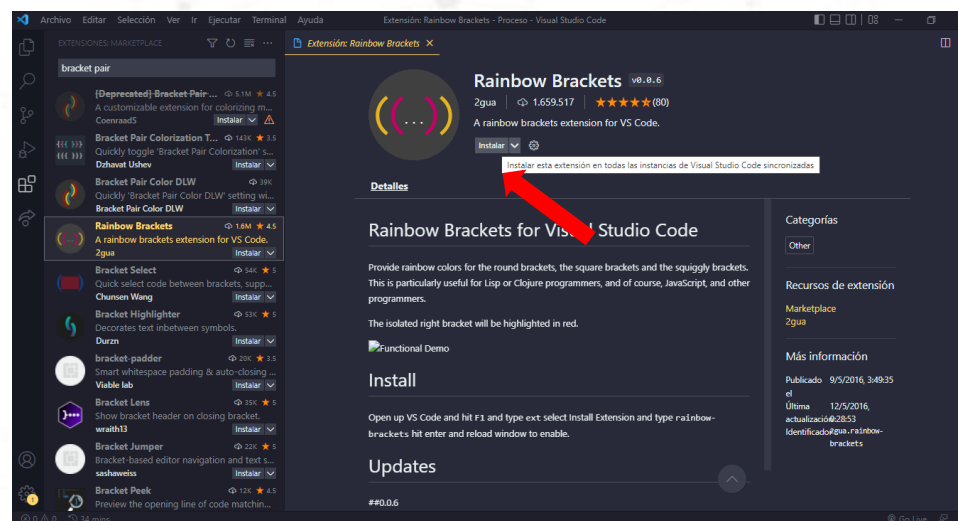 Archivo Editar Selección Ver Ir Ejecutar Terminal Ayuda
Extensión: Rainbow Brackets - Proceso - Visual Studio Code
EXTENSIONES: MARKETPLACE
bracket pair
[Deprecated] Bracket Pair ... 5.1M ★ 4.5
A customizable extension for colorizing m...
CoenraadS Instalar
Bracket Pair Colorization T... 143K ★ 3.5
Quickly toggle 'Bracket Pair Colorization' s...
Dzhavat Ushev Instalar
Bracket Pair Color DLW 39K
Quickly 'Bracket Pair Color DLW' setting wi...
Bracket Pair Color DLW Instalar
Rainbow Brackets 1.6M ★ 4.5
A rainbow brackets extension for VS Code.
2gua Instalar
Bracket Select 54K ★ 5
Quick select code between brackets, supp...
Chunsen Wang Instalar
Bracket Highlighter 53K ★ 5
Decorates text inbetween symbols.
Durzn Instalar
bracket-padder 20K ★ 3.5
Smart whitespace padding & auto-closing ...
Viable lab Instalar
Bracket Lens 35K ★ 5
Show bracket header on closing bracket.
wraith13 Instalar
Bracket Jumper 22K ★ 5
Bracket-based editor navigation and text s...
sashaweiss Instalar
Bracket Peek 12K ★ 4.5
Preview the opening line of code matchin...
Extensión: Rainbow Brackets
(...)
Rainbow Brackets v0.0.6
2gua 1.659.517 ★★★★★(80)
A rainbow brackets extension for VS Code.
Instalar
Instalar esta extensión en todas las instancias de Visual Studio Code sincronizadas
Detalles
Rainbow Brackets for Visual Studio Code
Provide rainbow colors for the round brackets, the square brackets and the squiggly brackets.
This is particularly useful for Lisp or Clojure programmers, and of course, JavaScript, and other
programmers.
The isolated right bracket will be highlighted in red.
Functional Demo
Install
Open up VS Code and hit F1 and type ext select Install Extension and type rainbow-
brackets hit enter and reload window to enable.
Updates
##0.0.6
Categorías
Other
Recursos de extensión
Marketplace
2gua
Más información
Publicado 9/5/2016, 3:49:35
el
Última 12/5/2016,
actualización 0:28:53
Identificador 2gua.rainbow-
brackets
0 0 34 mins
Go Live